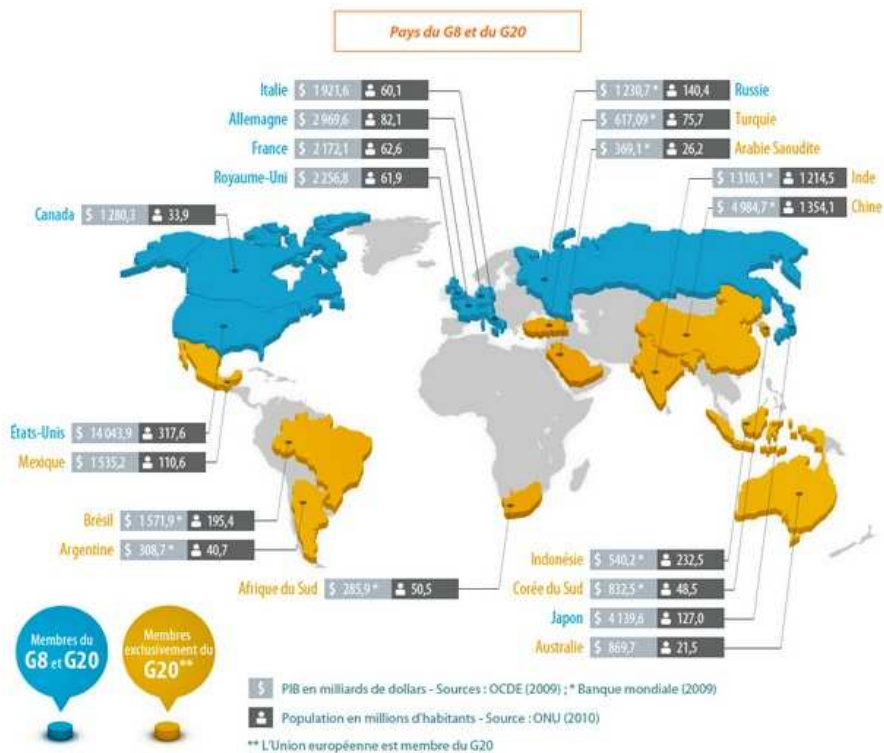 Pays du G8 et du G20
Italie $ 1 921,6 60,1
Allemagne $ 2 969,6 82,1
France $ 2 172,1 62,6
Royaume-Uni $ 2 256,8 61,9
$ 1 230,7 * 140,4 Russie
$ 617,09 * 75,7 Turquie
$ 369,1 * 26,2 Arabie Saoudite
$ 1 310,1 * 1 214,5 Inde
$ 4 984,7 * 1 354,1 Chine
Canada $ 1 280,3 33,9
États-Unis $ 14 043,9 317,6
Mexique $ 1 535,2 110,6
Brésil $ 1 571,9 * 195,4
Argentine $ 308,7 * 40,7
Afrique du Sud $ 285,9 * 50,5
Indonésie $ 540,2 * 232,5
Corée du Sud $ 832,5 * 48,5
Japon $ 4 139,6 127,0
Australie $ 869,7 21,5
Membres du
G8 et G20
Membres
exclusivement du
G20**
$ PIB en milliards de dollars - Sources : OCDE (2009) ; * Banque mondiale (2009)
Population en millions d'habitants - Source : ONU (2010)
** L'Union européenne est membre du G20